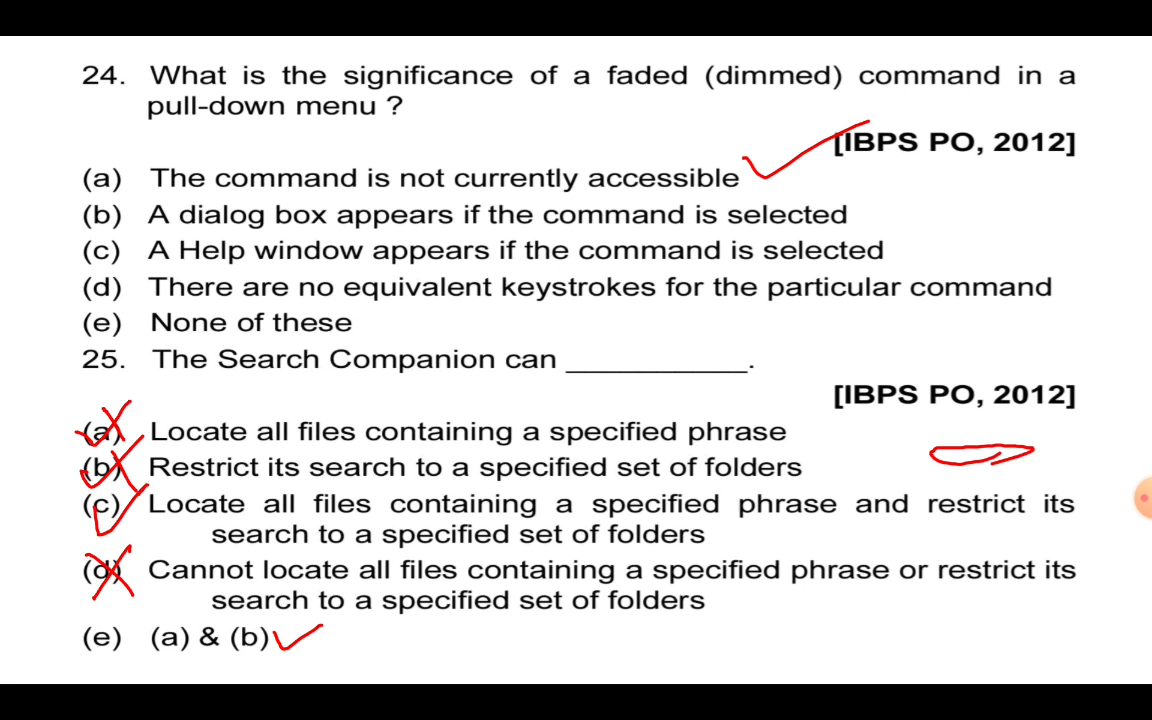 24. What is the significance of a faded (dimmed) command in a
pull-down menu ?
[IBPS PO, 2012]
(a) The command is not currently accessible
(b) A dialog box appears if the command is selected
(c) A Help window appears if the command is selected
(d) There are no equivalent keystrokes for the particular command
(e) None of these
25. The Search Companion can ____________.
[IBPS PO, 2012]
(a) Locate all files containing a specified phrase
(b) Restrict its search to a specified set of folders
(c) Locate all files containing a specified phrase and restrict its
search to a specified set of folders
(d) Cannot locate all files containing a specified phrase or restrict its
search to a specified set of folders
(e) (a) & (b)